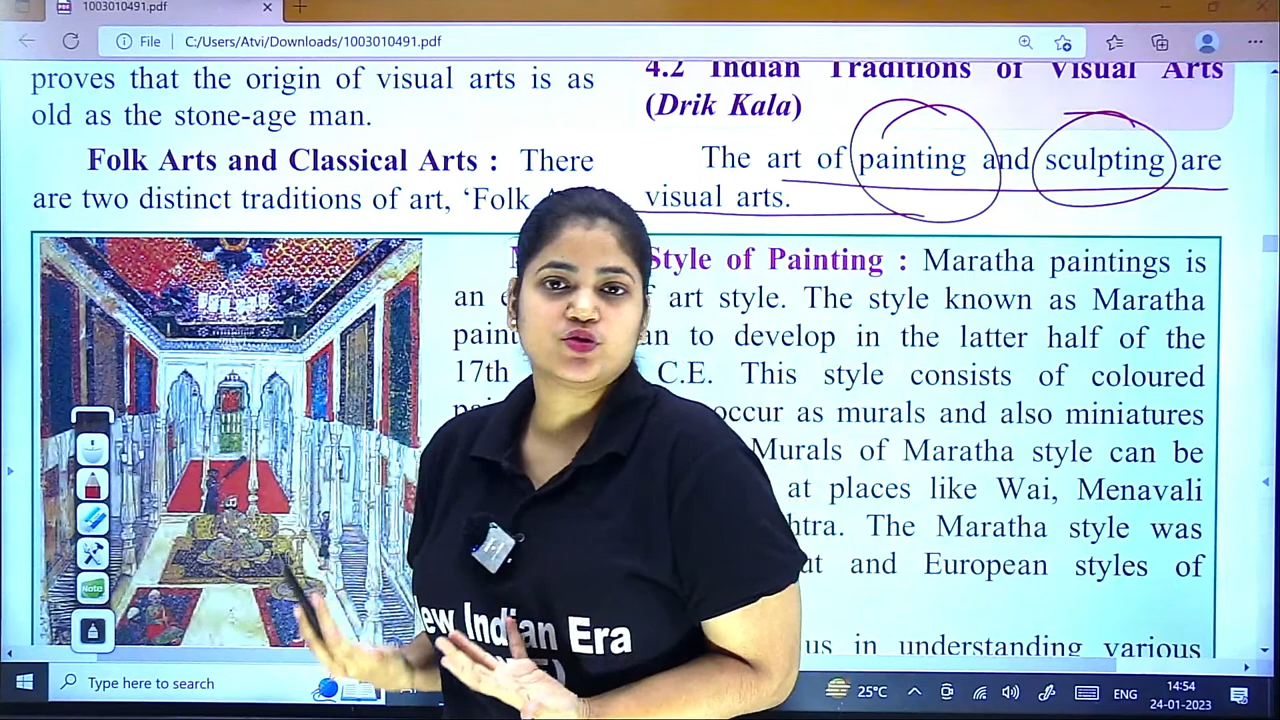 1003010491.pdf
File
C:/Users/Atvi/Downloads/1003010491.pdf
proves that the origin of visual arts is as
old as the stone-age man.
Folk Arts and Classical Arts : There
are two distinct traditions of art, ‘Folk
4.2 Indian Traditions of Visual Arts
(Drik Kala)
The art of painting and sculpting are
visual arts.
Style of Painting : Maratha paintings is
an art style. The style known as Maratha
to develop in the latter half of the
17th C.E. This style consists of coloured
occur as murals and also miniatures
Murals of Maratha style can be
at places like Wai, Menavali
The Maratha style was
and European styles of
us in understanding various
Note
ew Indian Era
Type here to search
25°C
ENG
14:54
24-01-2023